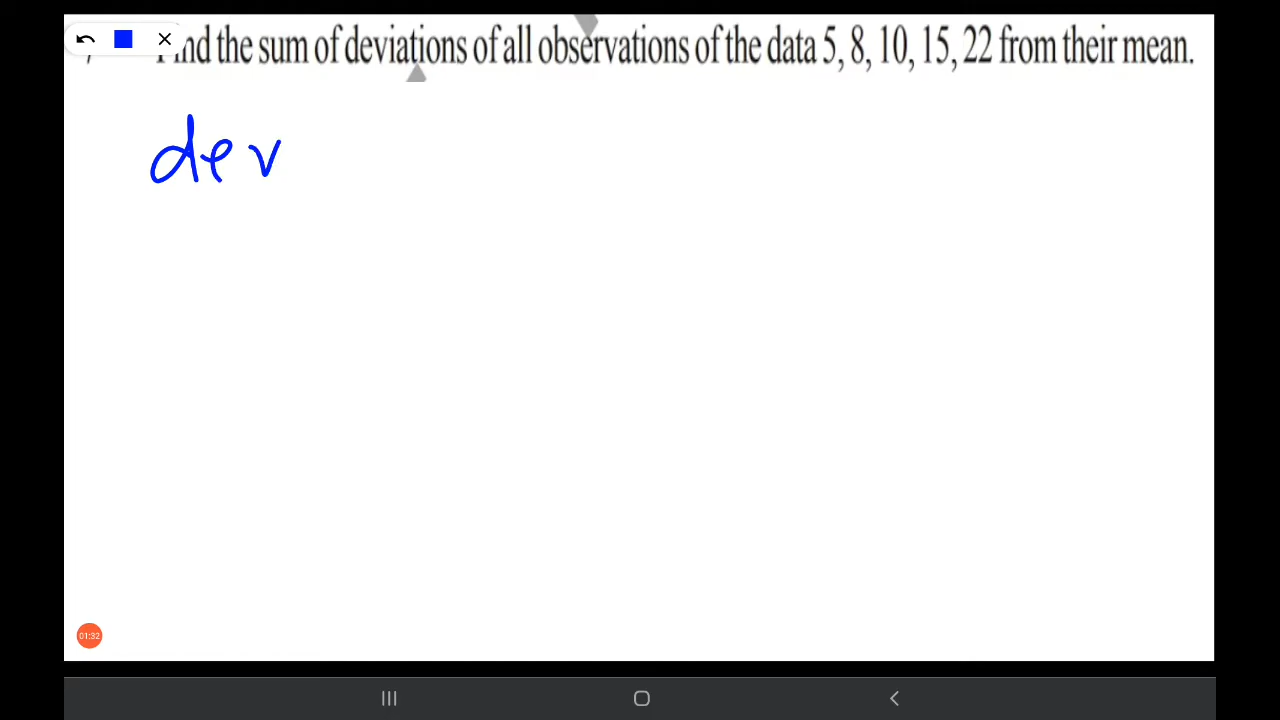 Find the sum of deviations of all observations of the data 5, 8, 10, 15, 22 from their mean.
dev
01:32